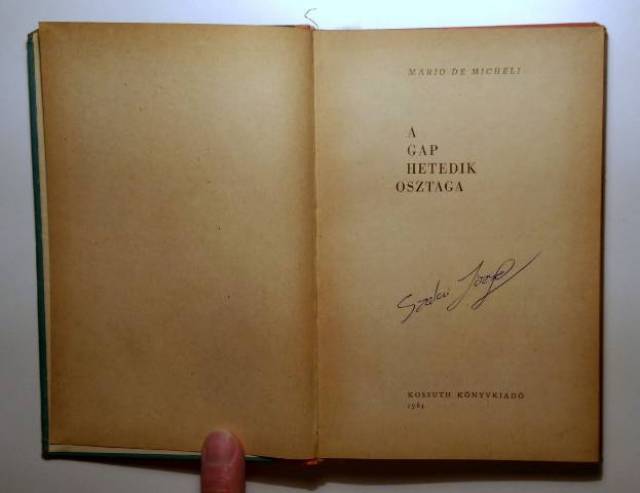 MARIO DE MICHELI
A
GAP
HETEDIK
OSZTAGA
KOSSUTH KÖNYVKIADÓ